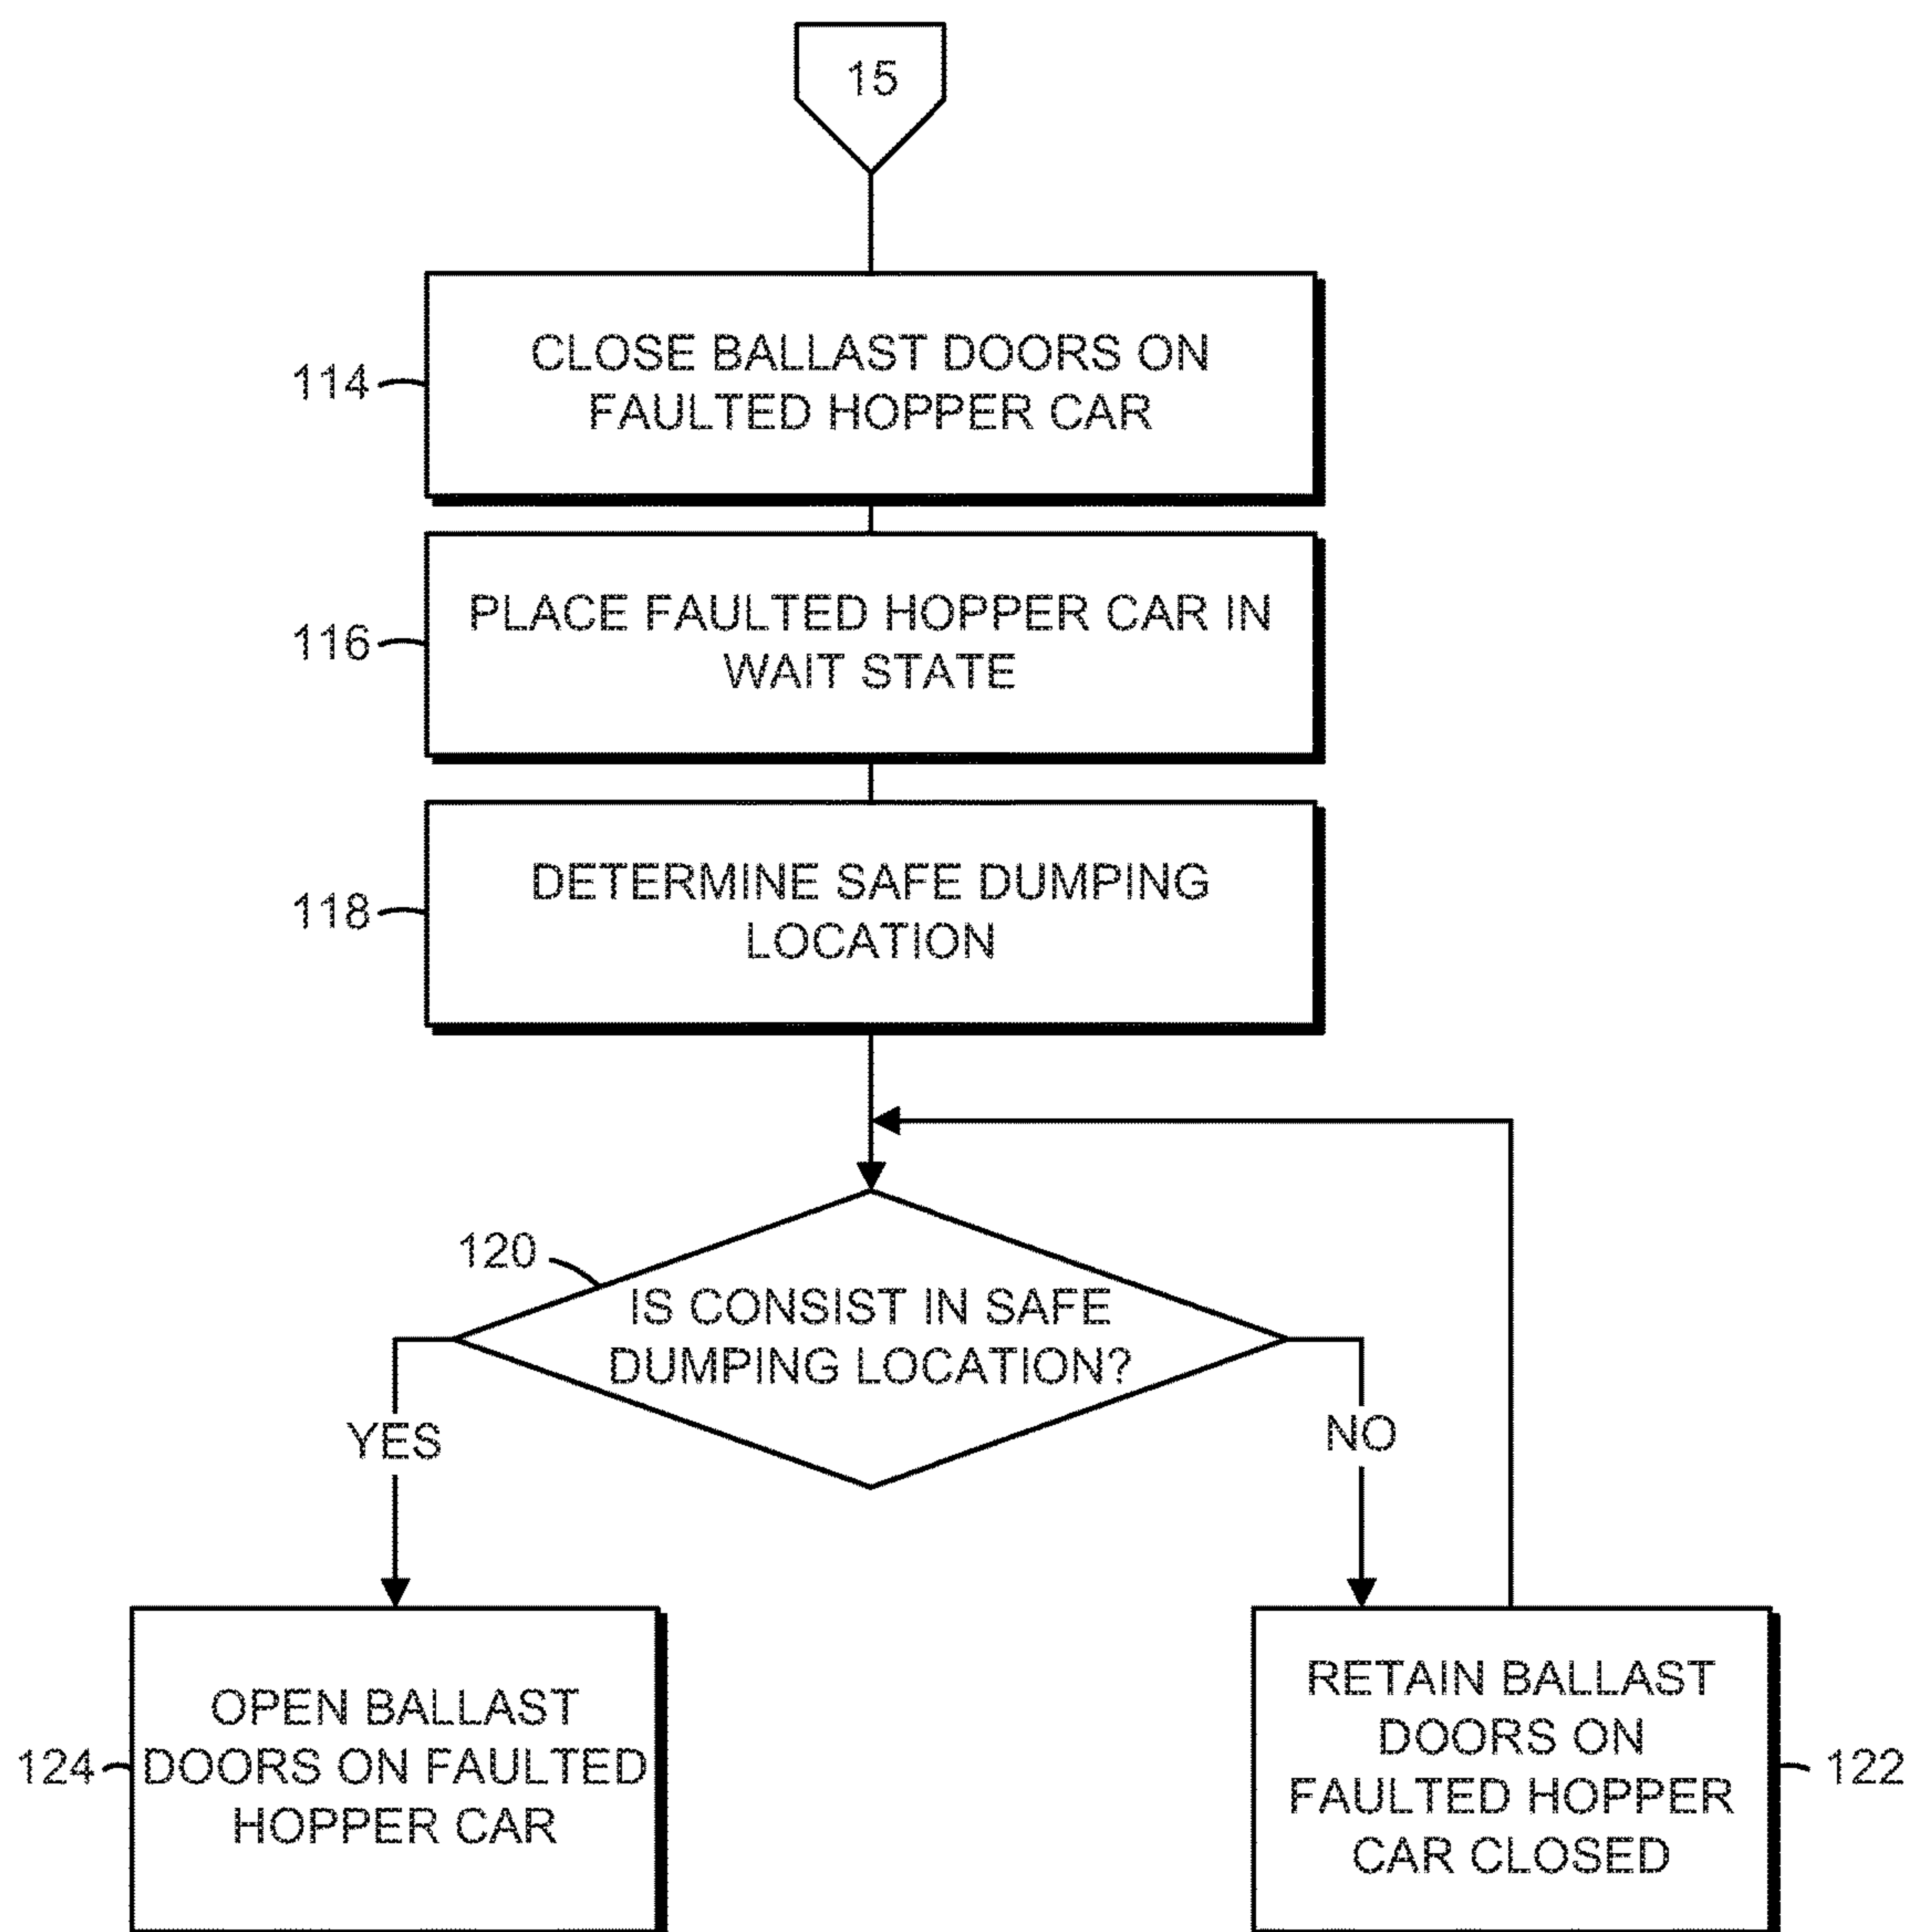 15
CLOSE BALLAST DOORS ON
FAULTED HOPPER CAR
114
PLACE FAULTED HOPPER CAR IN
WAIT STATE
116
DETERMINE SAFE DUMPING
LOCATION
118
120
IS CONSIST IN SAFE
DUMPING LOCATION?
YES
NO
OPEN BALLAST
DOORS ON FAULTED
HOPPER CAR
124
RETAIN BALLAST
DOORS ON
FAULTED HOPPER
CAR CLOSED
122